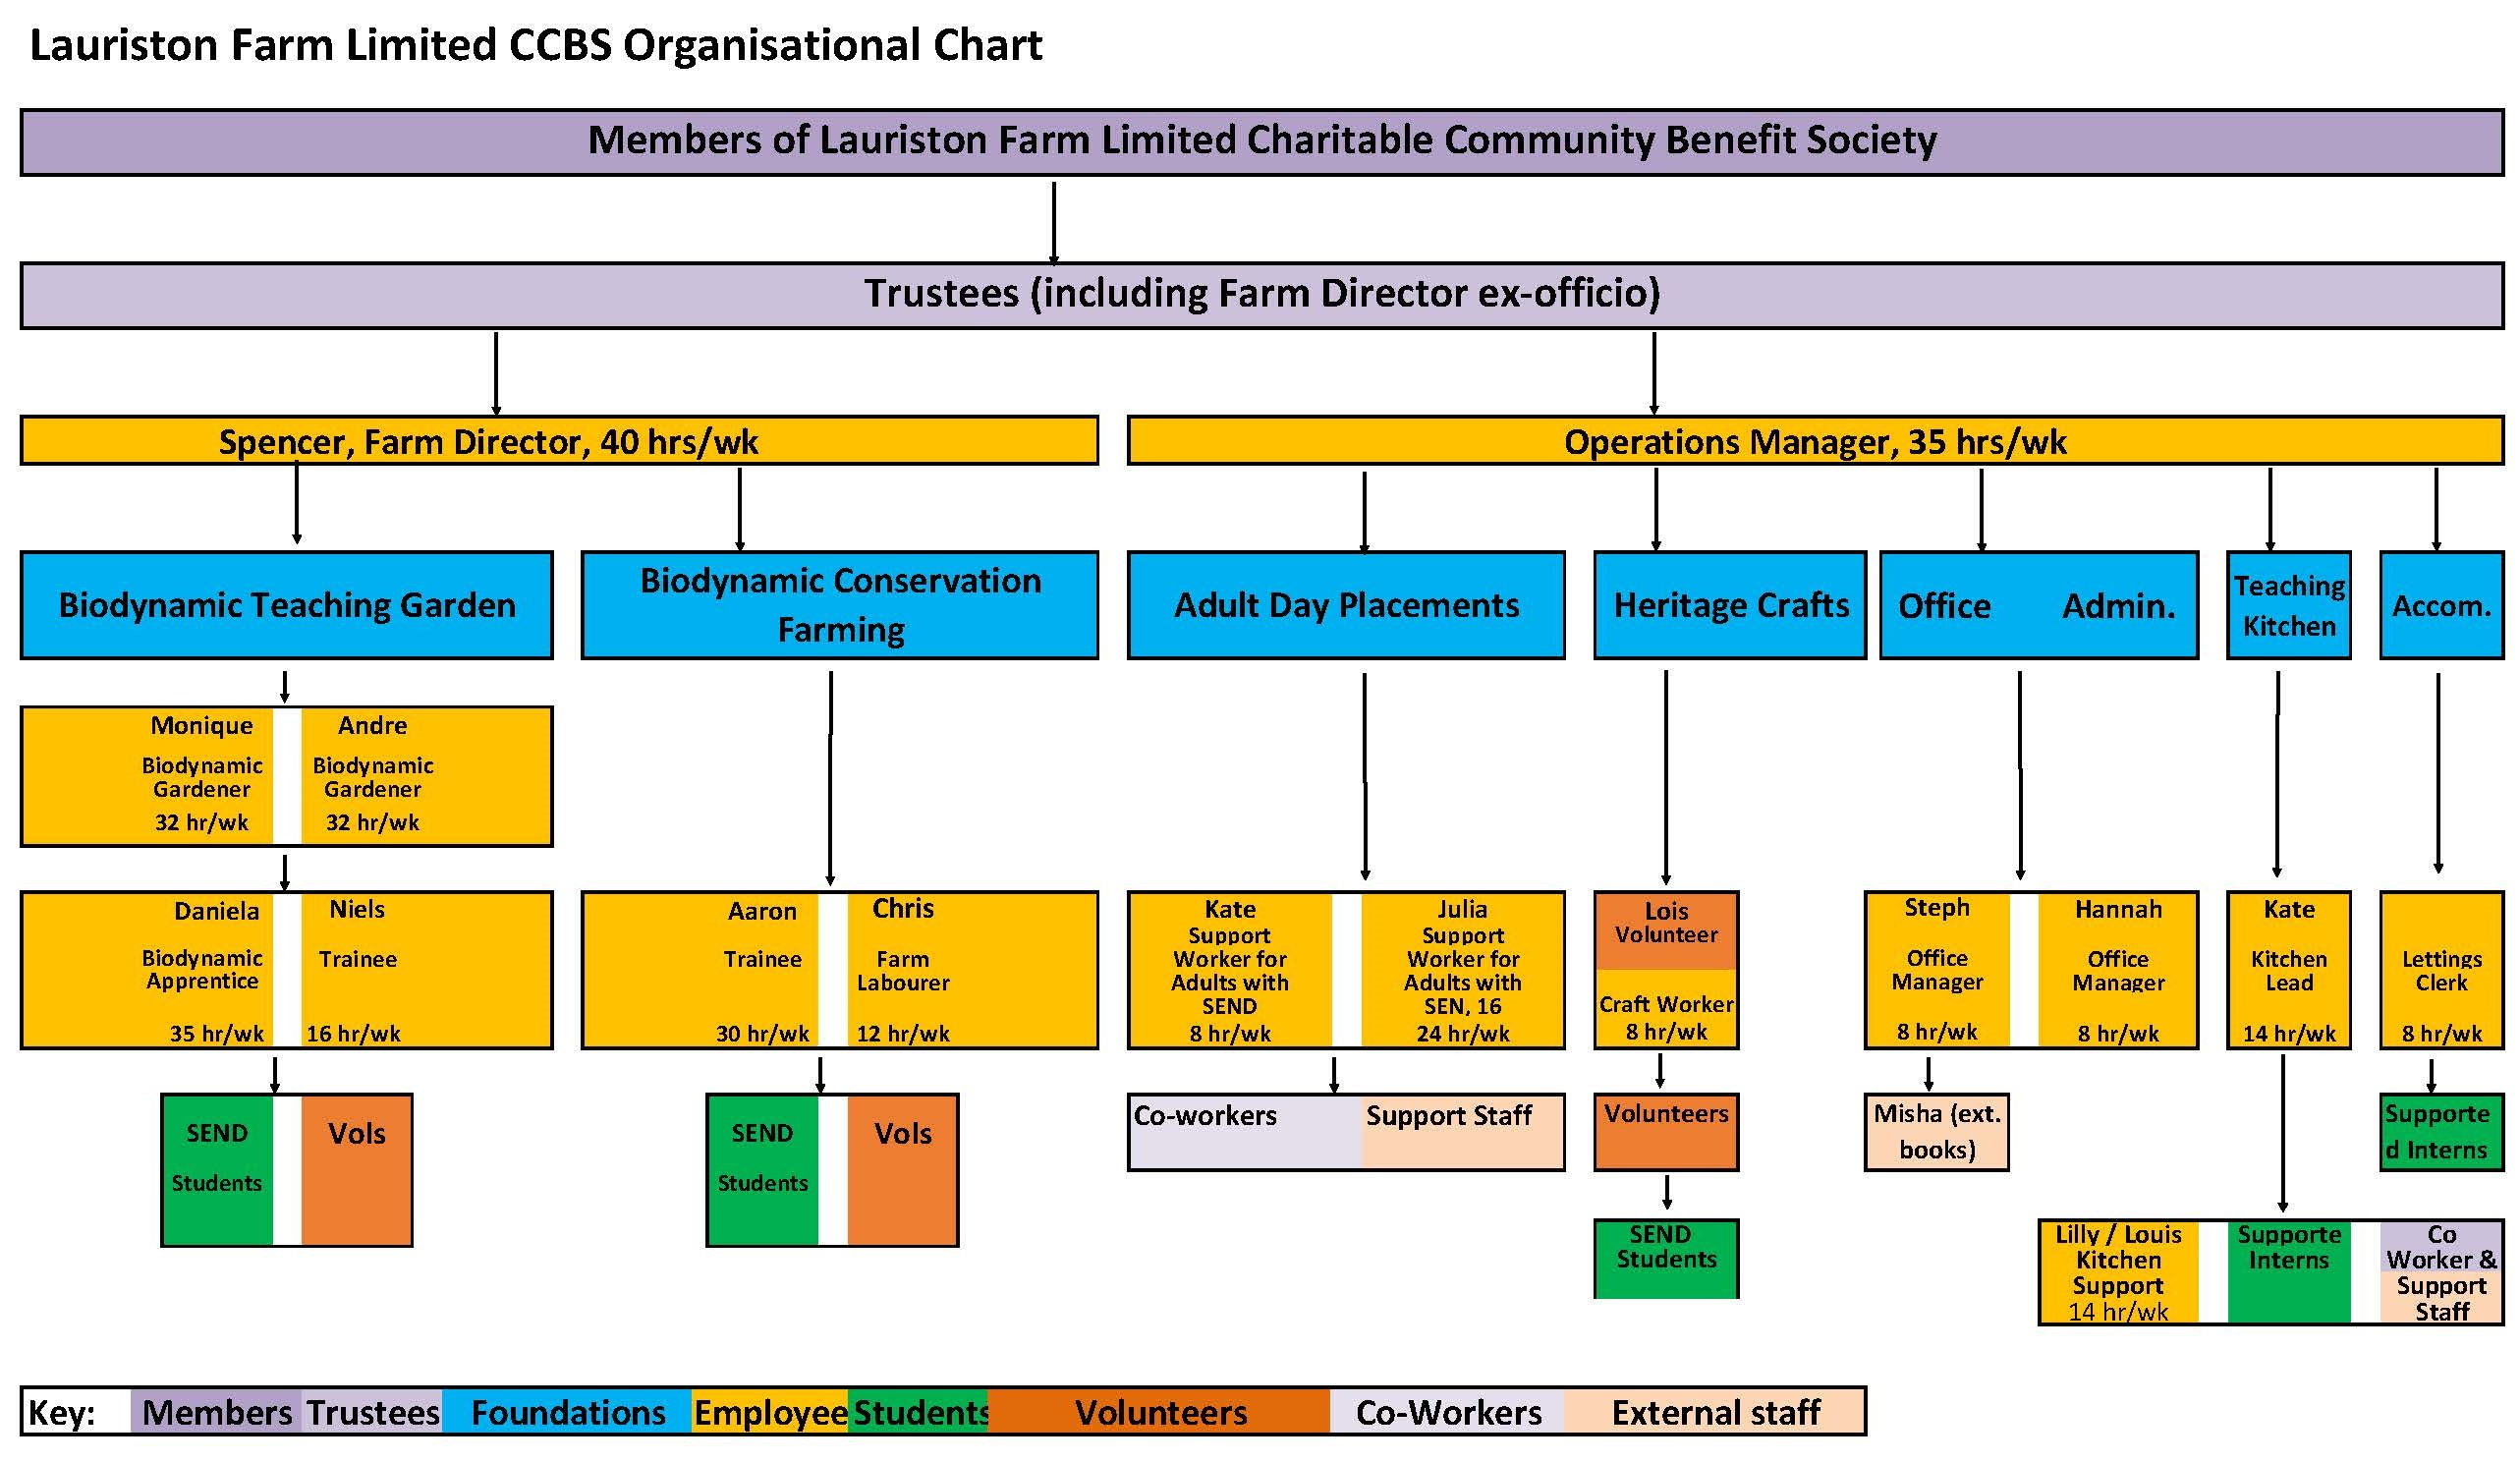 Lauriston Farm Limited CCBS Organisational Chart
Members of Lauriston Farm Limited Charitable Community Benefit Society
Trustees (including Farm Director ex-officio)
Spencer, Farm Director, 40 hrs/wk
Operations Manager, 35 hrs/wk
Biodynamic Teaching Garden
Biodynamic Conservation
Farming
Adult Day Placements
Heritage Crafts
Office Admin.
Teaching
Kitchen
Accom.
Monique
Biodynamic
Gardener
32 hr/wk
Andre
Biodynamic
Gardener
32 hr/wk
Daniela
Biodynamic
Apprentice
35 hr/wk
Niels
Trainee
16 hr/wk
Aaron
Trainee
30 hr/wk
Chris
Farm
Labourer
12 hr/wk
Kate
Support
Worker for
Adults with
SEND
8 hr/wk
Julia
Support
Worker for
Adults with
SEN, 16
24 hr/wk
Lois
Volunteer
Craft Worker
8 hr/wk
Steph
Office
Manager
8 hr/wk
Hannah
Office
Manager
8 hr/wk
Kate
Kitchen
Lead
14 hr/wk
Lettings
Clerk
8 hr/wk
SEND
Students
Vols
SEND
Students
Vols
Co-workers
Support Staff
Volunteers
Misha (ext.
books)
Supporte
d Interns
SEND
Students
Lilly / Louis
Kitchen
Support
14 hr/wk
Supporte
Interns
Co
Worker &
Support
Staff
Key: Members Trustees Foundations Employee Students Volunteers Co-Workers External staff